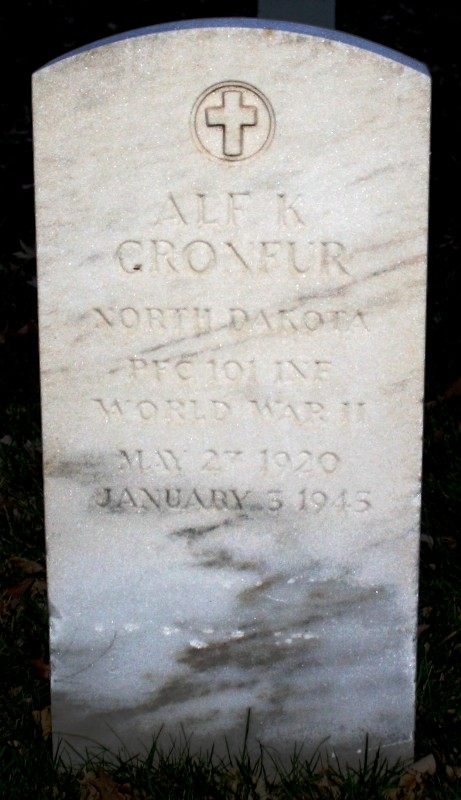 ALF K
GRONFUR
NORTH DAKOTA
PFC 101 INF
WORLD WAR II
MAY 27 1920
JANUARY 3 1945